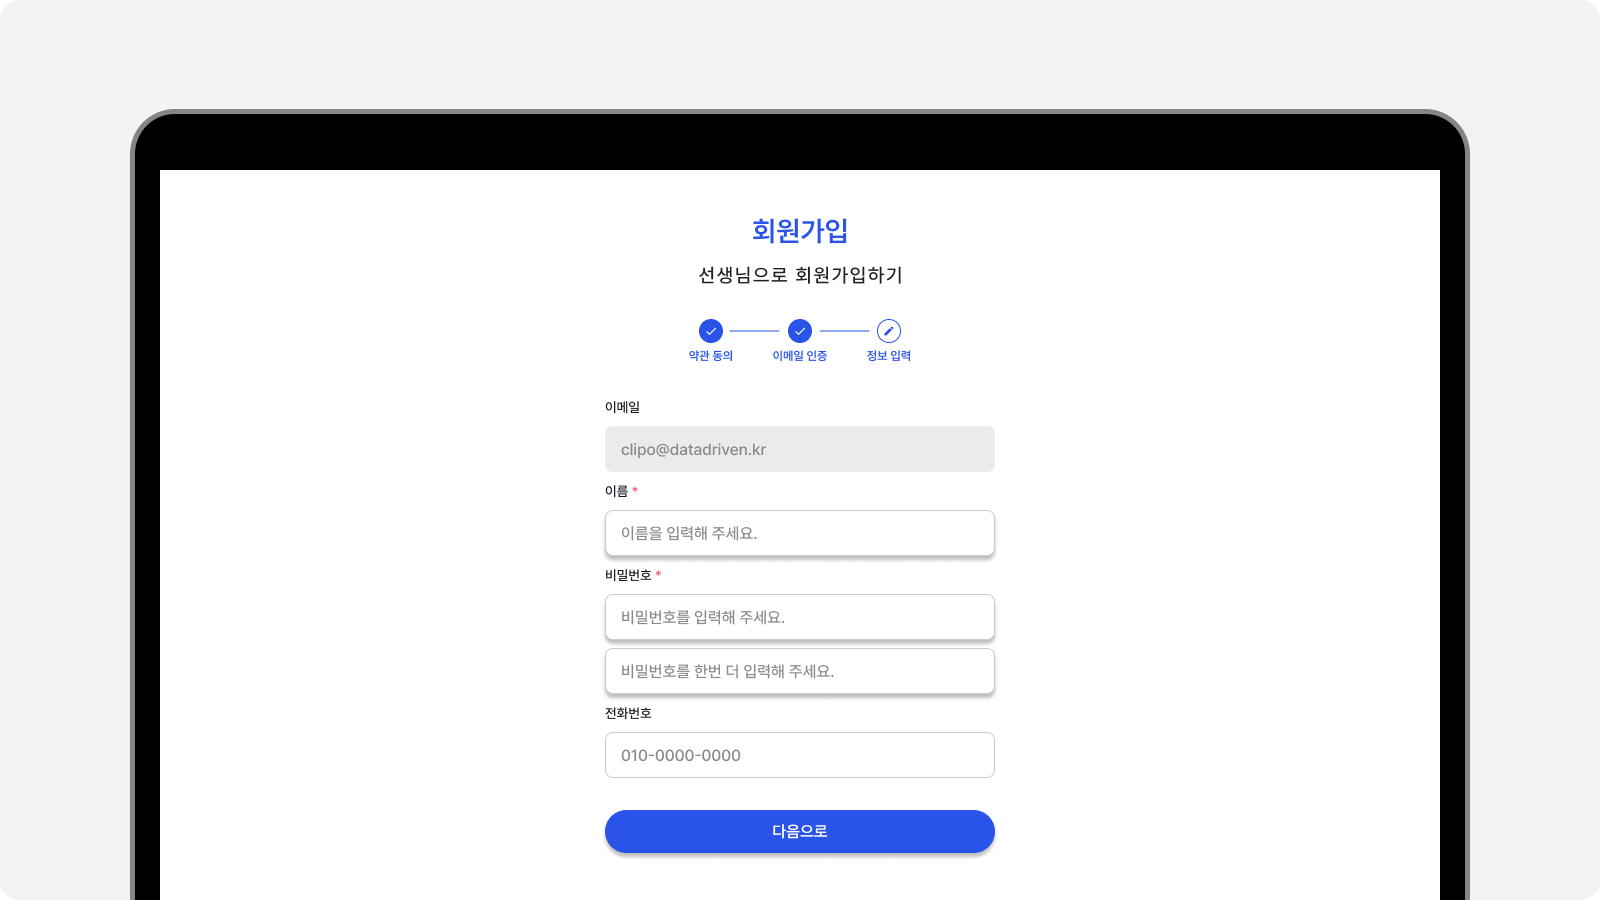 회원가입
선생님으로 회원가입하기
약관 동의 이메일 인증 정보 입력
이메일
clipo@datadriven.kr
이름 *
이름을 입력해 주세요.
비밀번호 *
비밀번호를 입력해 주세요.
비밀번호를 한번 더 입력해 주세요.
전화번호
010-0000-0000
다음으로